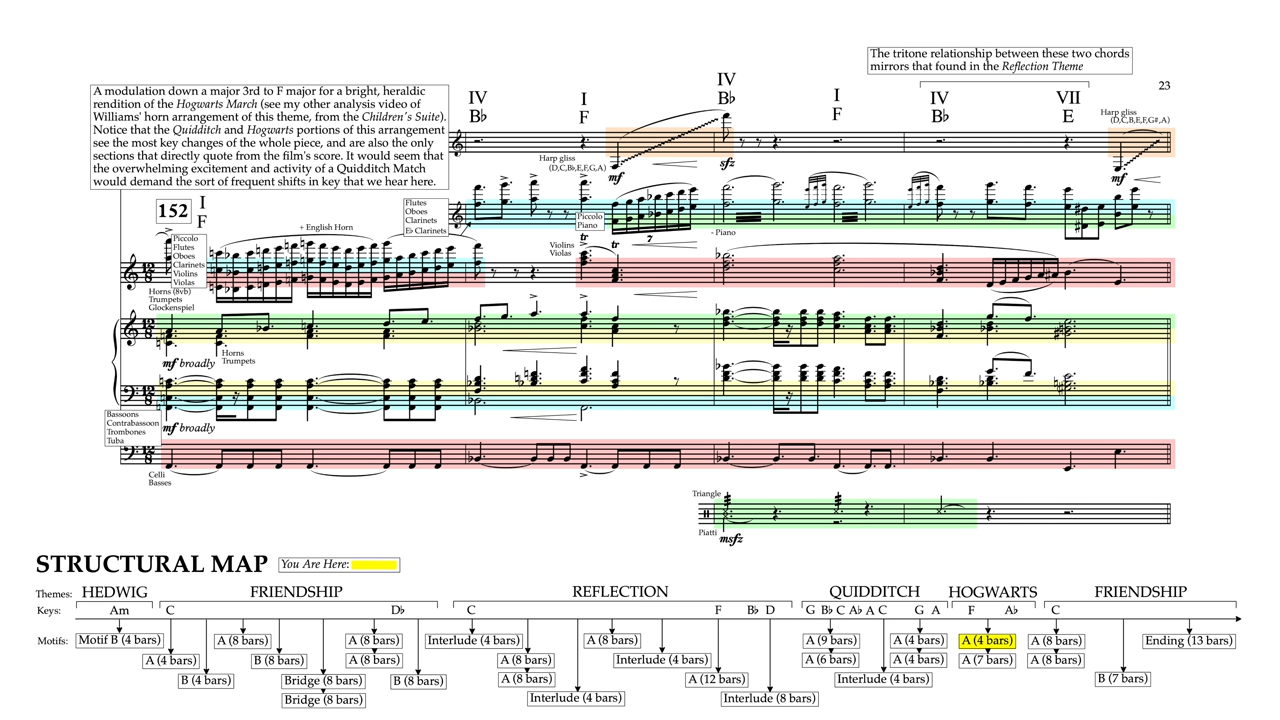 The tritone relationship between these two chords
mirrors that found in the Reflection Theme
23
A modulation down a major 3rd to F major for a bright, heraldic
rendition of the Hogwarts March (see my other analysis video of
Williams' horn arrangement of this theme, from the Children's Suite).
Notice that the Quidditch and Hogwarts portions of this arrangement
see the most key changes of the whole piece, and are also the only
sections that directly quote from the film's score. It would seem that
the overwhelming excitement and activity of a Quidditch Match
would demand the sort of frequent shifts in key that we hear here.
IV I IV I IV VII
B♭ F B♭ F B♭ E
Harp gliss
(D,C,B,E,F,G♯,A)
Harp gliss
(D,C,B♭,E,F,G,A)
mf sfz mf
152 I
F
Flutes
Oboes
Clarinets
E♭ Clarinets
Piccolo
Piano
- Piano
+ English Horn
tr tr 7
Piccolo
Flutes
Oboes
Clarinets
Violins
Violas
Violins
Violas
12
8
Horns (8vb)
Trumpets
Glockenspiel
12
8
Horns
Trumpets
mf broadly
12
8
Bassoons
Contrabassoon
Trombones
Tuba
mf broadly
12
8
Celli
Basses
Triangle
Piatti
msfz
STRUCTURAL MAP You Are Here:
Themes: HEDWIG FRIENDSHIP REFLECTION QUIDDITCH HOGWARTS FRIENDSHIP
Keys: Am C D♭ C F B♭ D G B♭ C A♭ A C G A F A♭ C
Motifs: Motif B (4 bars) A (8 bars) A (8 bars) Interlude (4 bars) A (8 bars) A (9 bars) A (4 bars) A (4 bars) A (8 bars) Ending (13 bars)
A (4 bars) B (8 bars) A (8 bars) A (8 bars) Interlude (4 bars) A (6 bars) A (4 bars) A (7 bars) A (8 bars)
B (4 bars) Bridge (8 bars) B (8 bars) A (8 bars) A (12 bars) Interlude (4 bars) B (7 bars)
Bridge (8 bars) Interlude (4 bars) Interlude (8 bars)